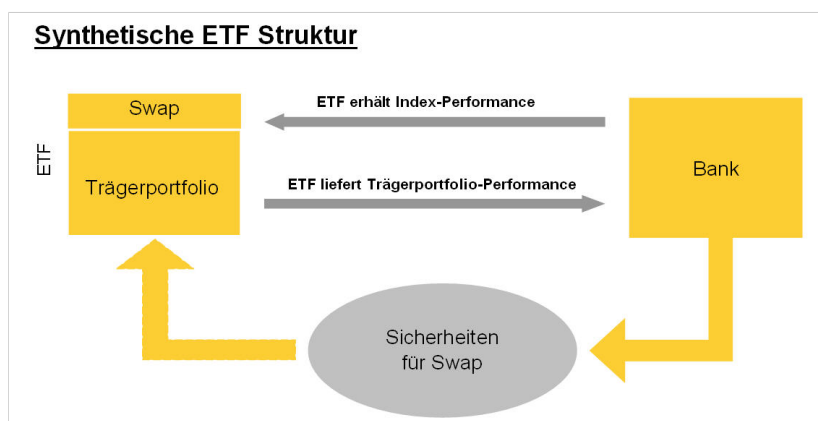 Synthetische ETF Struktur
Swap
ETF erhält Index-Performance
ETF
Trägerportfolio
ETF liefert Trägerportfolio-Performance
Bank
Sicherheiten
für Swap